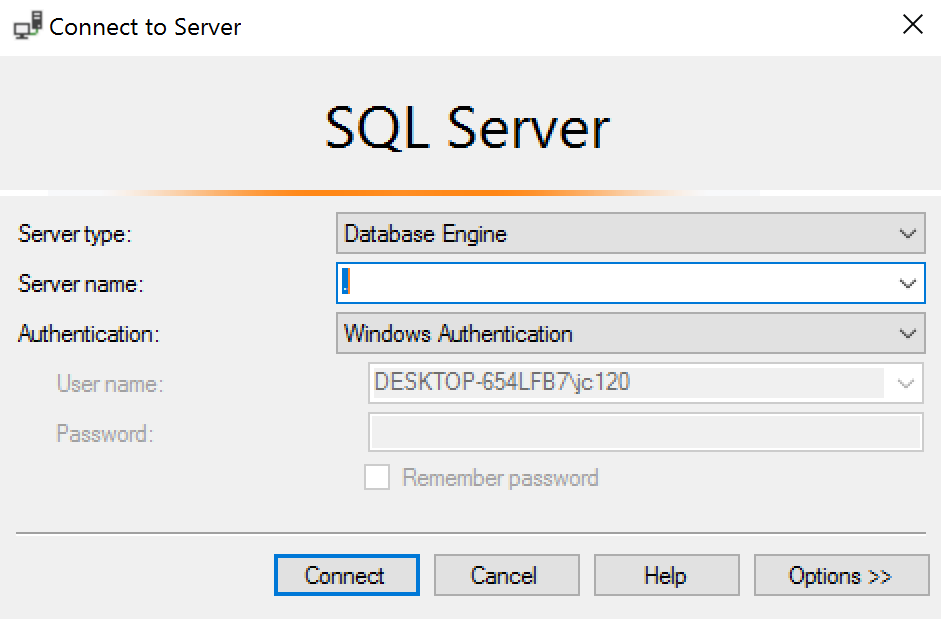 Connect to Server
SQL Server
Server type: Database Engine
Server name: .
Authentication: Windows Authentication
User name: DESKTOP-654LFB7\jc120
Password:
Remember password
Connect Cancel Help Options >>